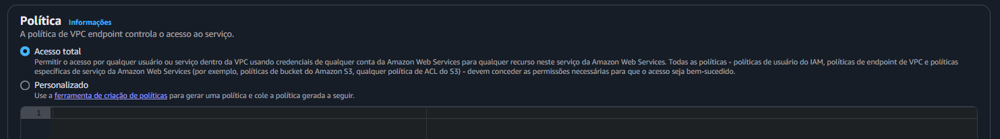 Política Informações
A política de VPC endpoint controla o acesso ao serviço.
Acesso total
Permitir o acesso por qualquer usuário ou serviço dentro da VPC usando credenciais de qualquer conta da Amazon Web Services para qualquer recurso neste serviço da Amazon Web Services. Todas as políticas - políticas de usuário do IAM, políticas de endpoint de VPC e políticas
específicas de serviço da Amazon Web Services (por exemplo, políticas de bucket do Amazon S3, qualquer política de ACL do S3) - devem conceder as permissões necessárias para que o acesso seja bem-sucedido.
Personalizado
Use a ferramenta de criação de políticas para gerar uma política e cole a política gerada a seguir.
1